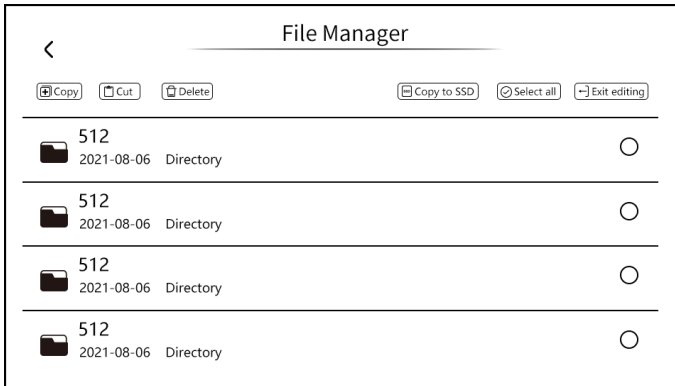 File Manager
Copy Cut Delete Copy to SSD Select all Exit editing
512
2021-08-06 Directory
512
2021-08-06 Directory
512
2021-08-06 Directory
512
2021-08-06 Directory